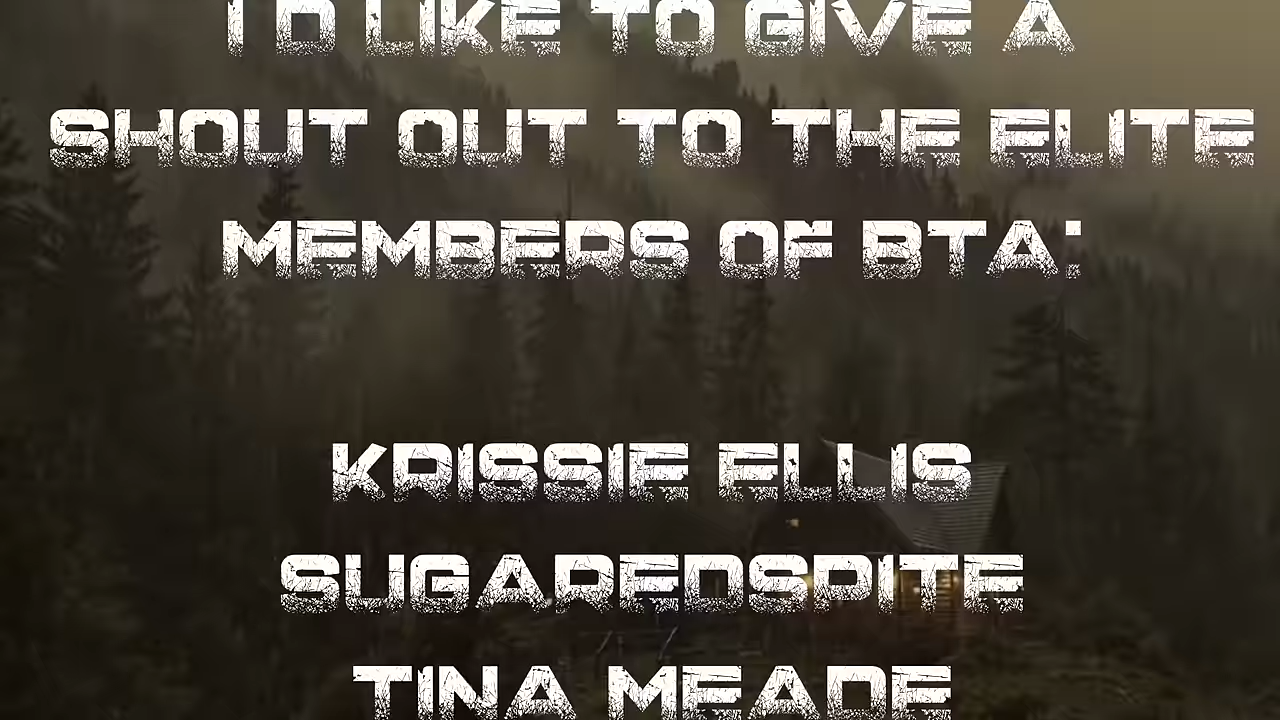 I'D LIKE TO GIVE A
SHOUT OUT TO THE ELITE
MEMBERS OF BTA:
KRISSIE ELLIS
SUGAREDSPITE
TINA MEADE